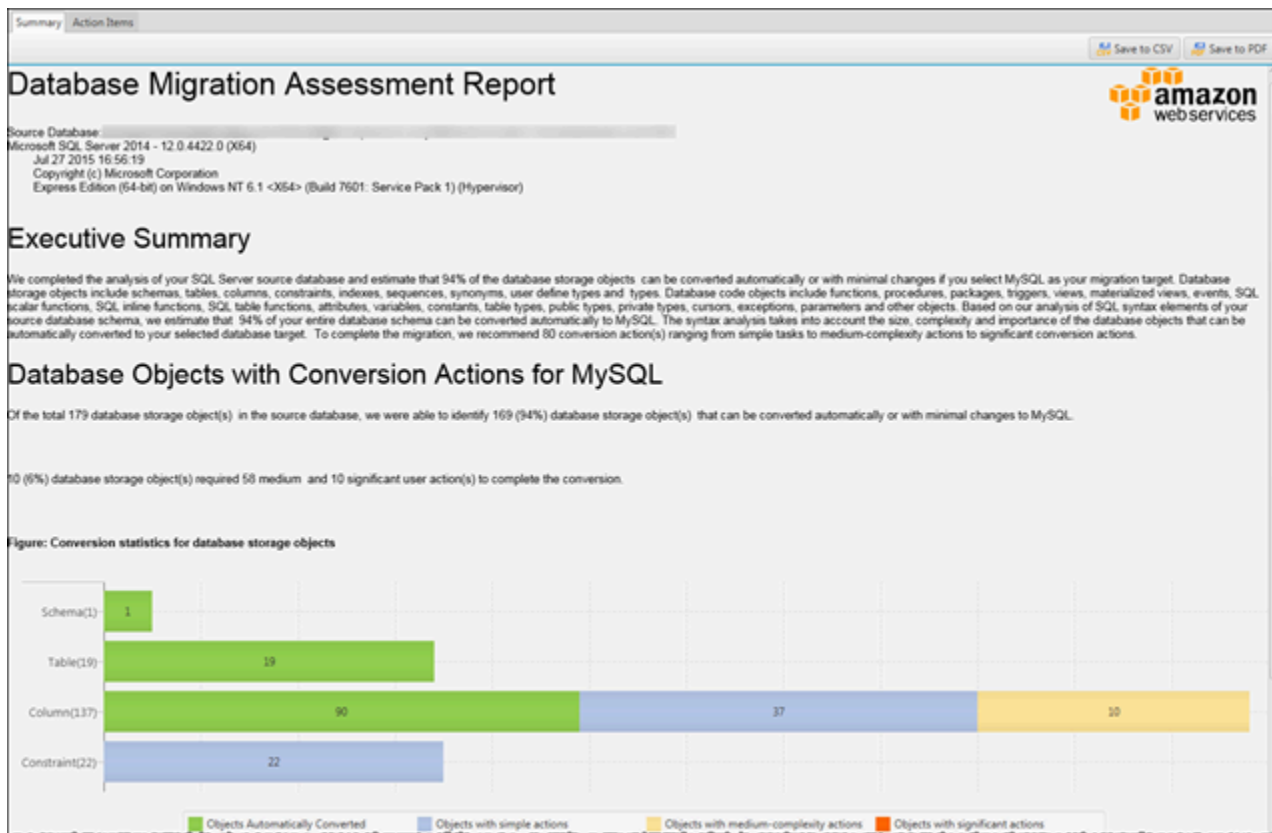 Summary Action Items
Save to CSV Save to PDF
Database Migration Assessment Report
amazon
webservices
Source Database:
Microsoft SQL Server 2014 - 12.0.4422.0 (X64)
Jul 27 2015 16:56:19
Copyright (c) Microsoft Corporation
Express Edition (64-bit) on Windows NT 6.1 <X64> (Build 7601: Service Pack 1) (Hypervisor)
Executive Summary
We completed the analysis of your SQL Server source database and estimate that 94% of the database storage objects can be converted automatically or with minimal changes if you select MySQL as your migration target. Database
storage objects include schemas, tables, columns, constraints, indexes, sequences, synonyms, user define types and types. Database code objects include functions, procedures, packages, triggers, views, materialized views, events, SQL
scalar functions, SQL inline functions, SQL table functions, attributes, variables, constants, table types, public types, private types, cursors, exceptions, parameters and other objects. Based on our analysis of SQL syntax elements of your
source database schema, we estimate that 94% of your entire database schema can be converted automatically to MySQL. The syntax analysis takes into account the size, complexity and importance of the database objects that can be
automatically converted to your selected database target. To complete the migration, we recommend 80 conversion action(s) ranging from simple tasks to medium-complexity actions to significant conversion actions.
Database Objects with Conversion Actions for MySQL
Of the total 179 database storage object(s) in the source database, we were able to identify 169 (94%) database storage object(s) that can be converted automatically or with minimal changes to MySQL.
10 (6%) database storage object(s) required 58 medium and 10 significant user action(s) to complete the conversion.
Figure: Conversion statistics for database storage objects
Schema(1) 1
Table(19) 19
Column(137) 90 37 10
Constraint(22) 22
Objects Automatically Converted Objects with simple actions Objects with medium-complexity actions Objects with significant actions